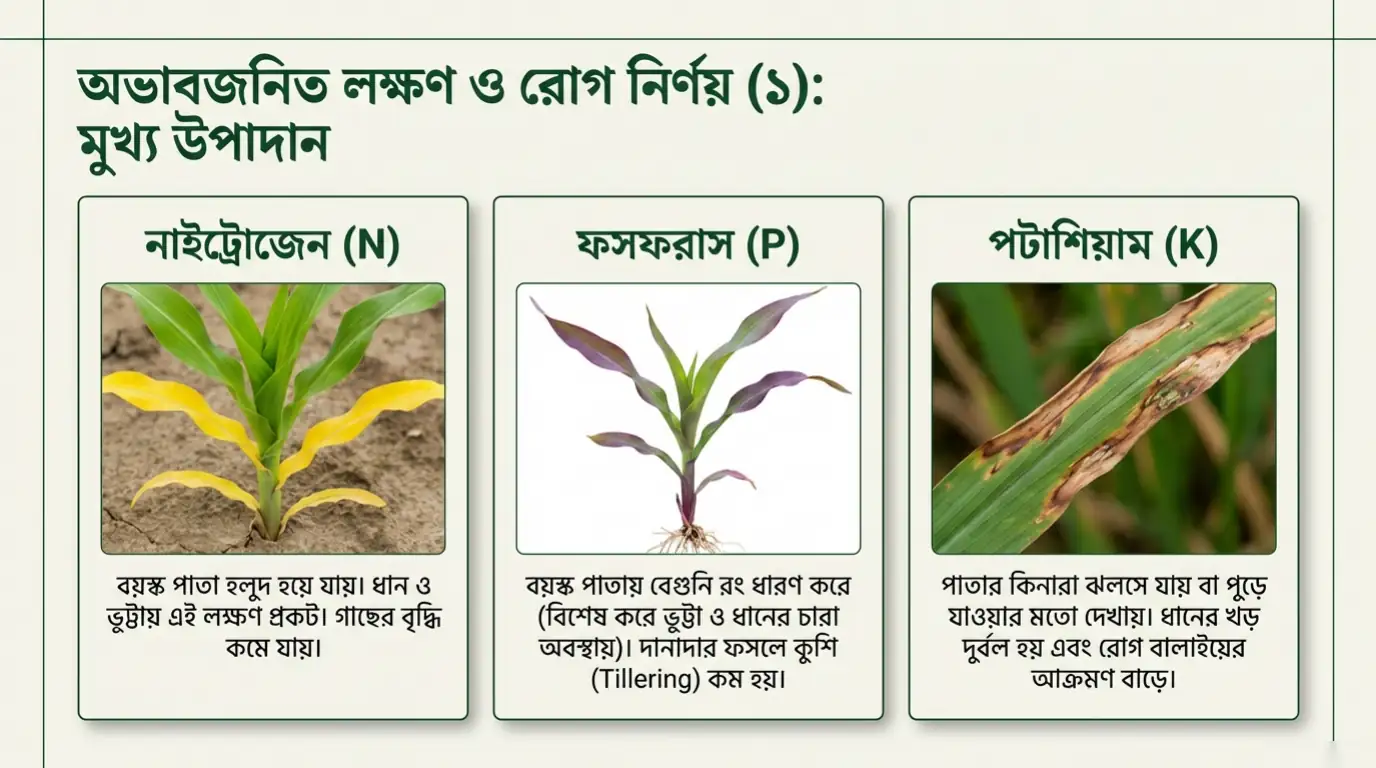 অভাবজনিত লক্ষণ ও রোগ নির্ণয় (১):
মুখ্য উপাদান
নাইট্রোজেন (N)
বয়স্ক পাতা হলুদ হয়ে যায়। ধান ও
ভুট্টায় এই লক্ষণ প্রকট। গাছের বৃদ্ধি
কমে যায়।
ফসফরাস (P)
বয়স্ক পাতায় বেগুনি রং ধারণ করে
(বিশেষ করে ভুট্টা ও ধানের চারা
অবস্থায়)। দানাদার ফসলে কুশি
(Tillering) কম হয়।
পটাশিয়াম (K)
পাতার কিনারা ঝলসে যায় বা পুড়ে
যাওয়ার মতো দেখায়। ধানের খড়
দুর্বল হয় এবং রোগ বালাইয়ের
আক্রমণ বাড়ে।